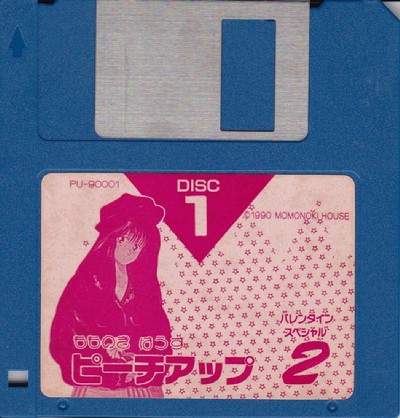 PU-90001
DISC
1
©1990 MOMONOKI HOUSE
バレンタイン
スペシャル
もものき はうす
ピーチアップ 2